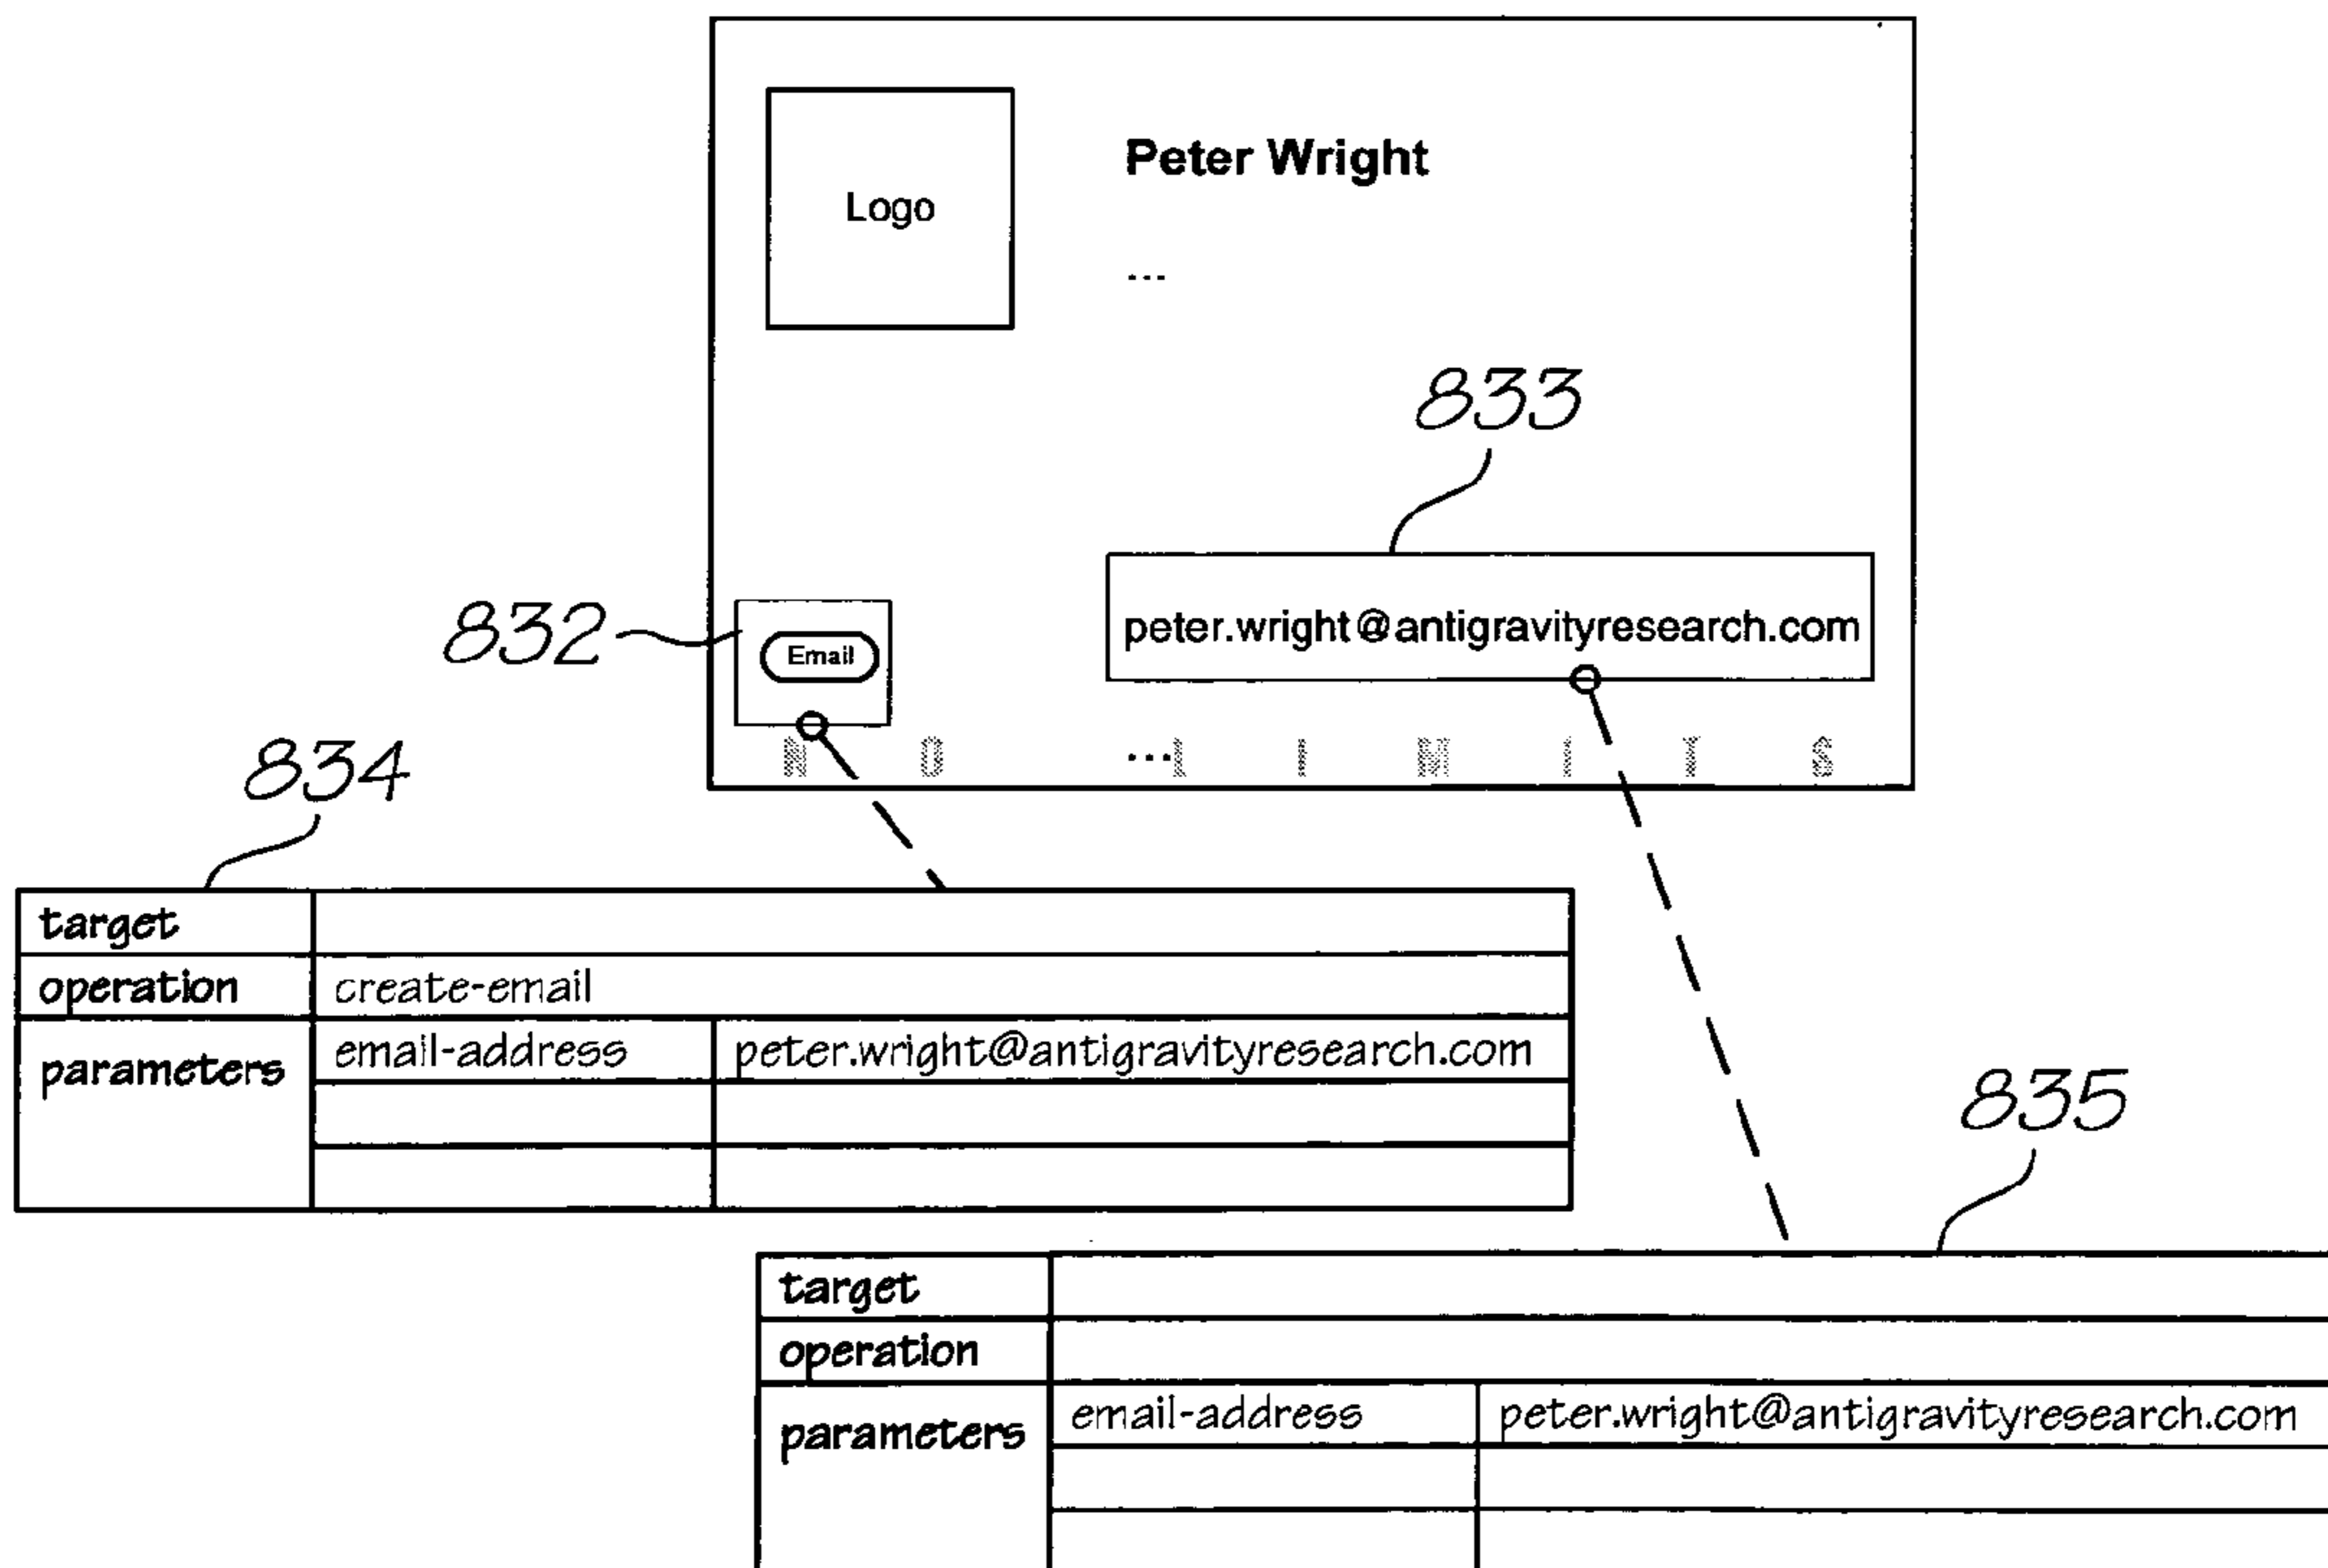 Logo
Peter Wright
...
833
peter.wright@antigravityresearch.com
832
Email
N O ...L I M I T S
834
target
operation create-email
parameters email-address peter.wright@antigravityresearch.com
835
target
operation
parameters email-address peter.wright@antigravityresearch.com